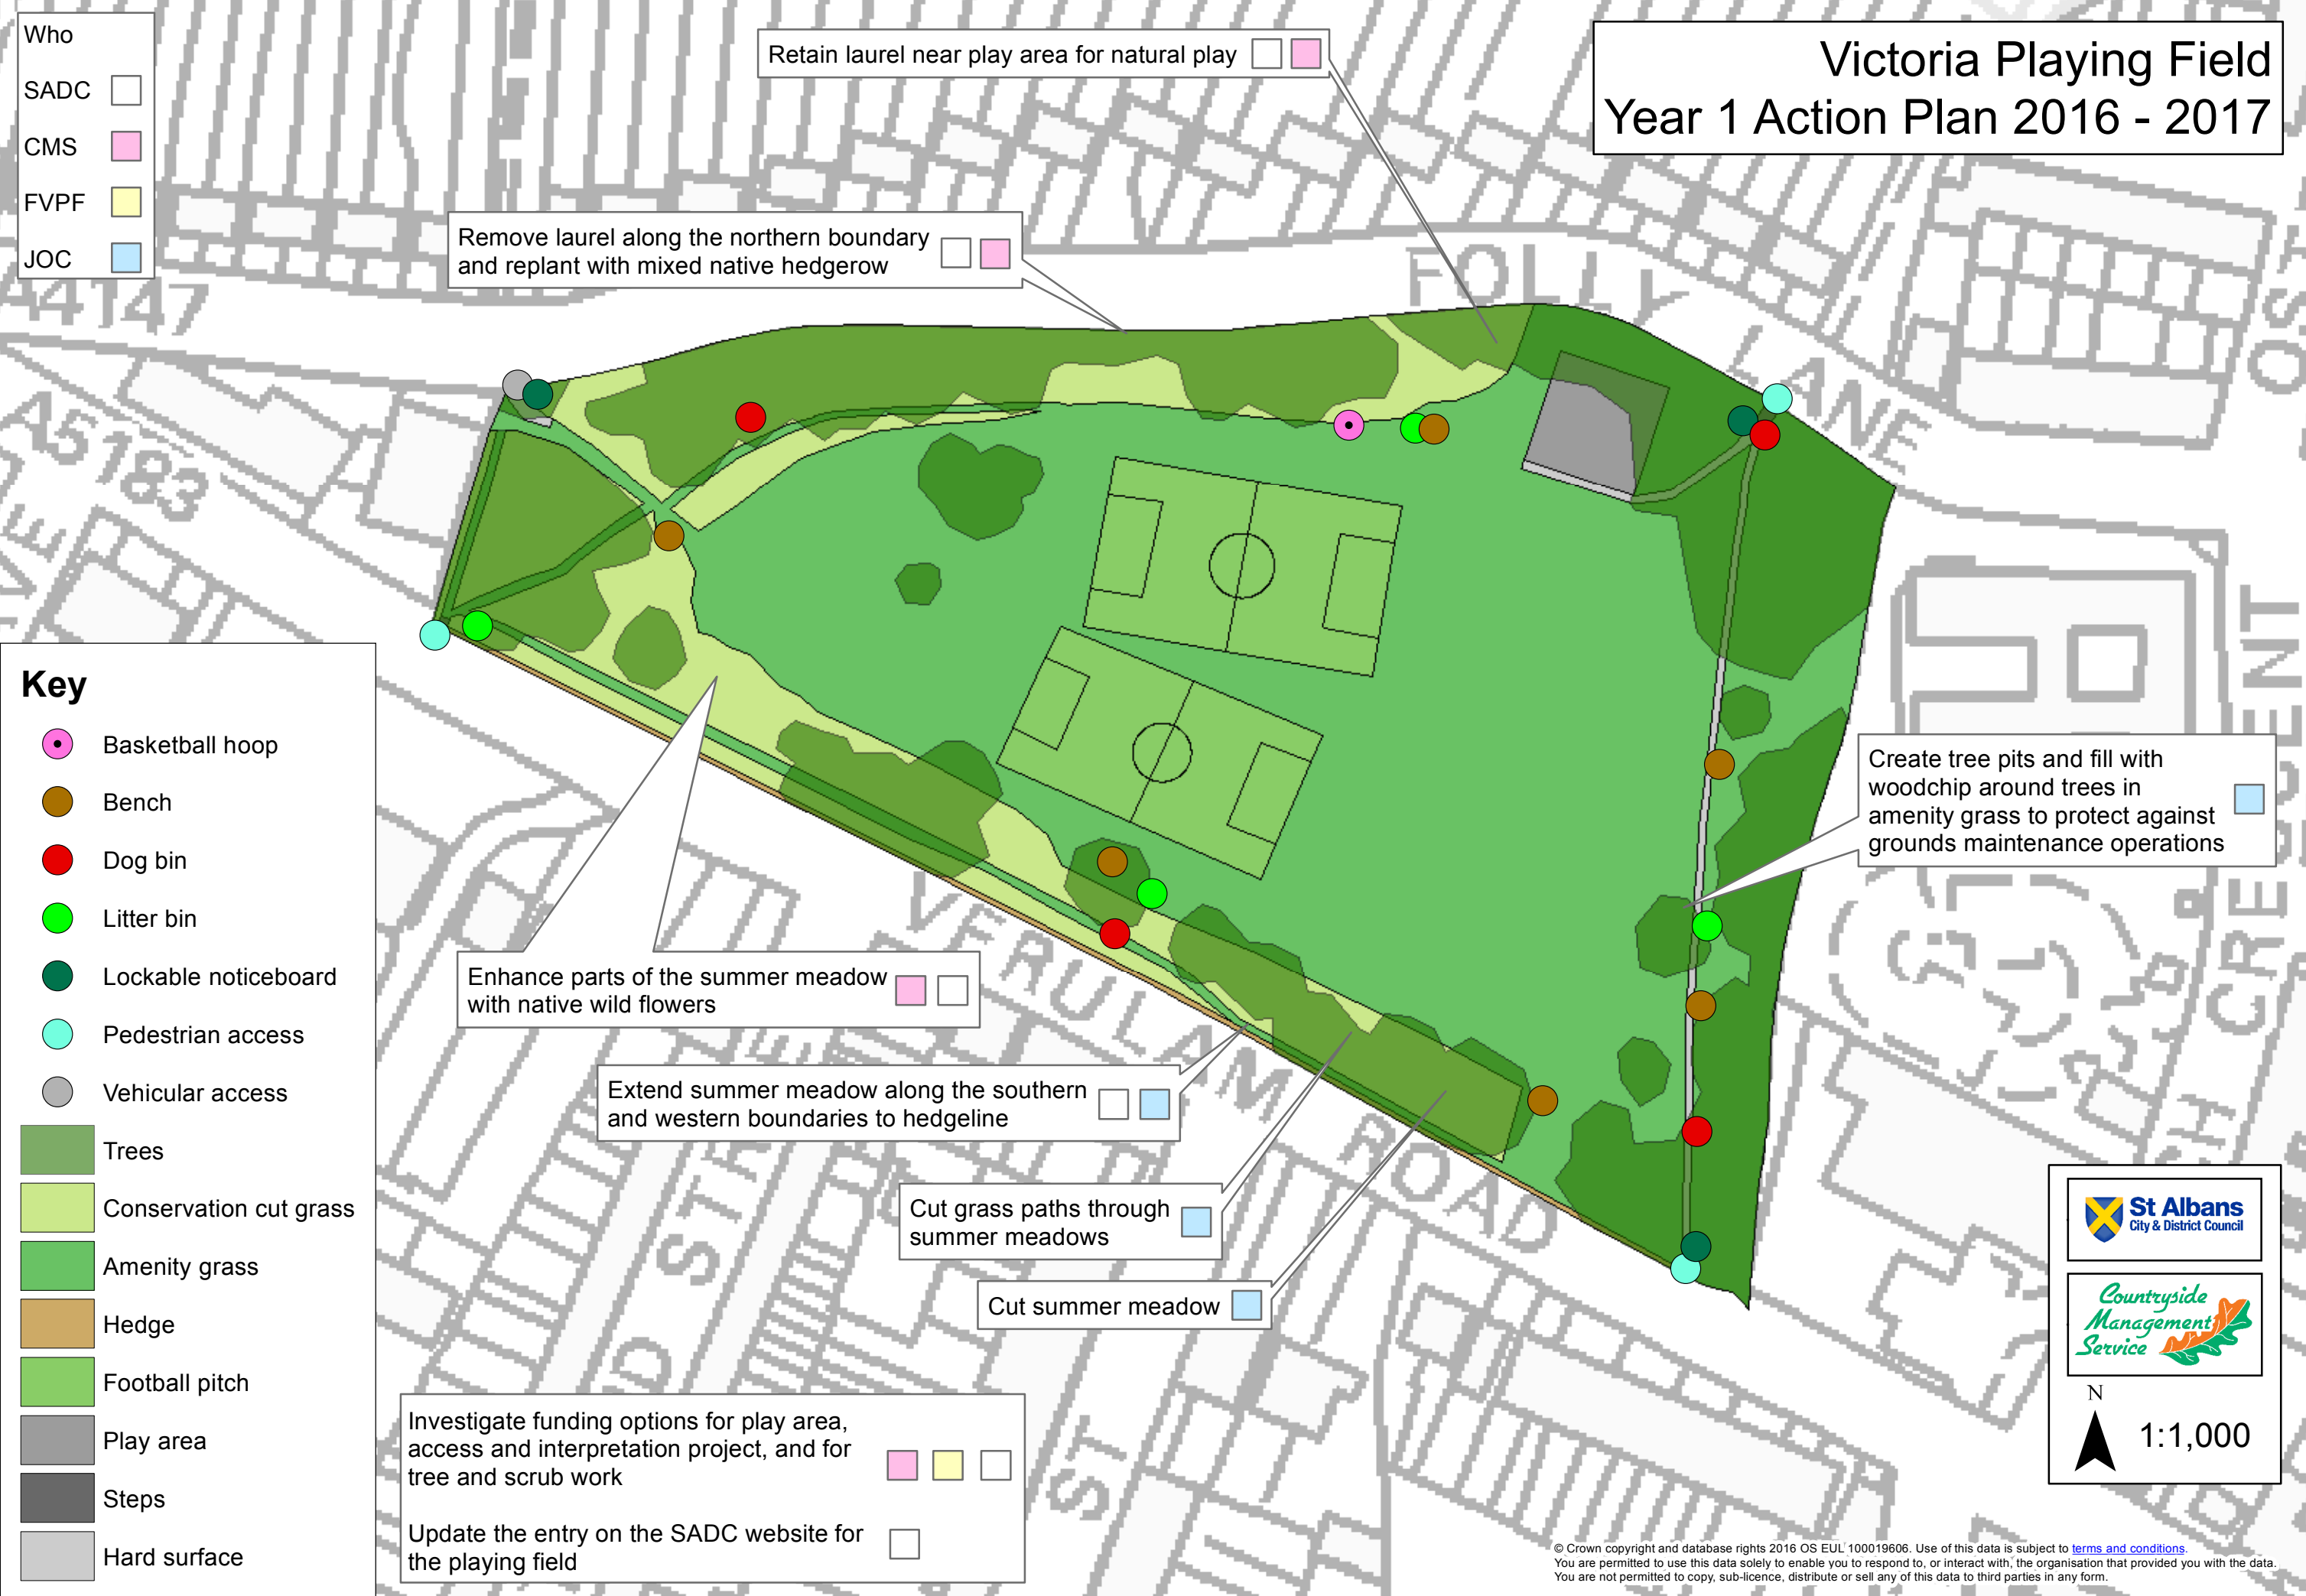 Who
SADC
CMS
FVPF
JOC
Retain laurel near play area for natural play
Victoria Playing Field
Year 1 Action Plan 2016 - 2017
Remove laurel along the northern boundary
and replant with mixed native hedgerow
FOLLY
LANE
A4147
A5183
VERULAM
ROAD
CRESCENT
ST
Key
Basketball hoop
Bench
Dog bin
Litter bin
Lockable noticeboard
Pedestrian access
Vehicular access
Trees
Conservation cut grass
Amenity grass
Hedge
Football pitch
Play area
Steps
Hard surface
Create tree pits and fill with
woodchip around trees in
amenity grass to protect against
grounds maintenance operations
Enhance parts of the summer meadow
with native wild flowers
Extend summer meadow along the southern
and western boundaries to hedgeline
Cut grass paths through
summer meadows
Cut summer meadow
Investigate funding options for play area,
access and interpretation project, and for
tree and scrub work
Update the entry on the SADC website for
the playing field
St Albans
City & District Council
Countryside
Management
Service
N
1:1,000
© Crown copyright and database rights 2016 OS EUL 100019606. Use of this data is subject to terms and conditions.
You are permitted to use this data solely to enable you to respond to, or interact with, the organisation that provided you with the data.
You are not permitted to copy, sub-licence, distribute or sell any of this data to third parties in any form.